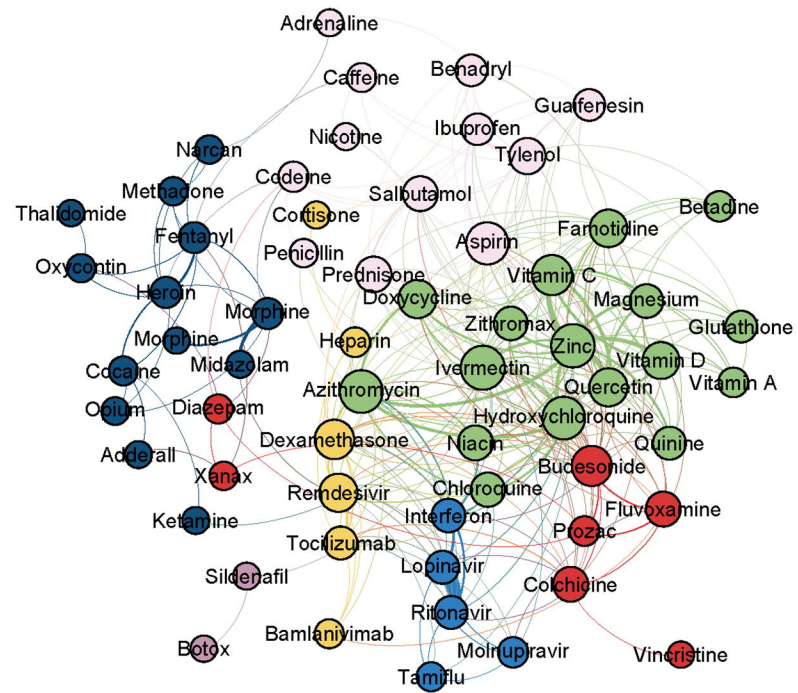 Adrenaline
Caffeine
Benadryl
Guaifenesin
Nicotine
Ibuprofen
Tylenol
Narcan
Methadone
Codeine
Salbutamol
Thalidomide
Cortisone
Betadine
Fentanyl
Famotidine
Penicillin
Aspirin
Oxycontin
Prednisone
Vitamin C
Heroin
Doxycycline
Magnesium
Morphine
Zithromax
Glutathione
Morphine
Heparin
Zinc
Cocaine
Midazolam
Ivermectin
Vitamin D
Azithromycin
Quercetin
Vitamin A
Opium
Diazepam
Hydroxychloroquine
Dexamethasone
Niacin
Quinine
Adderall
Budesonide
Xanax
Remdesivir
Chloroquine
Ketamine
Interferon
Fluvoxamine
Prozac
Tocilizumab
Lopinavir
Sildenafil
Colchicine
Ritonavir
Botox
Bamlanivimab
Molnupiravir
Vincristine
Tamiflu